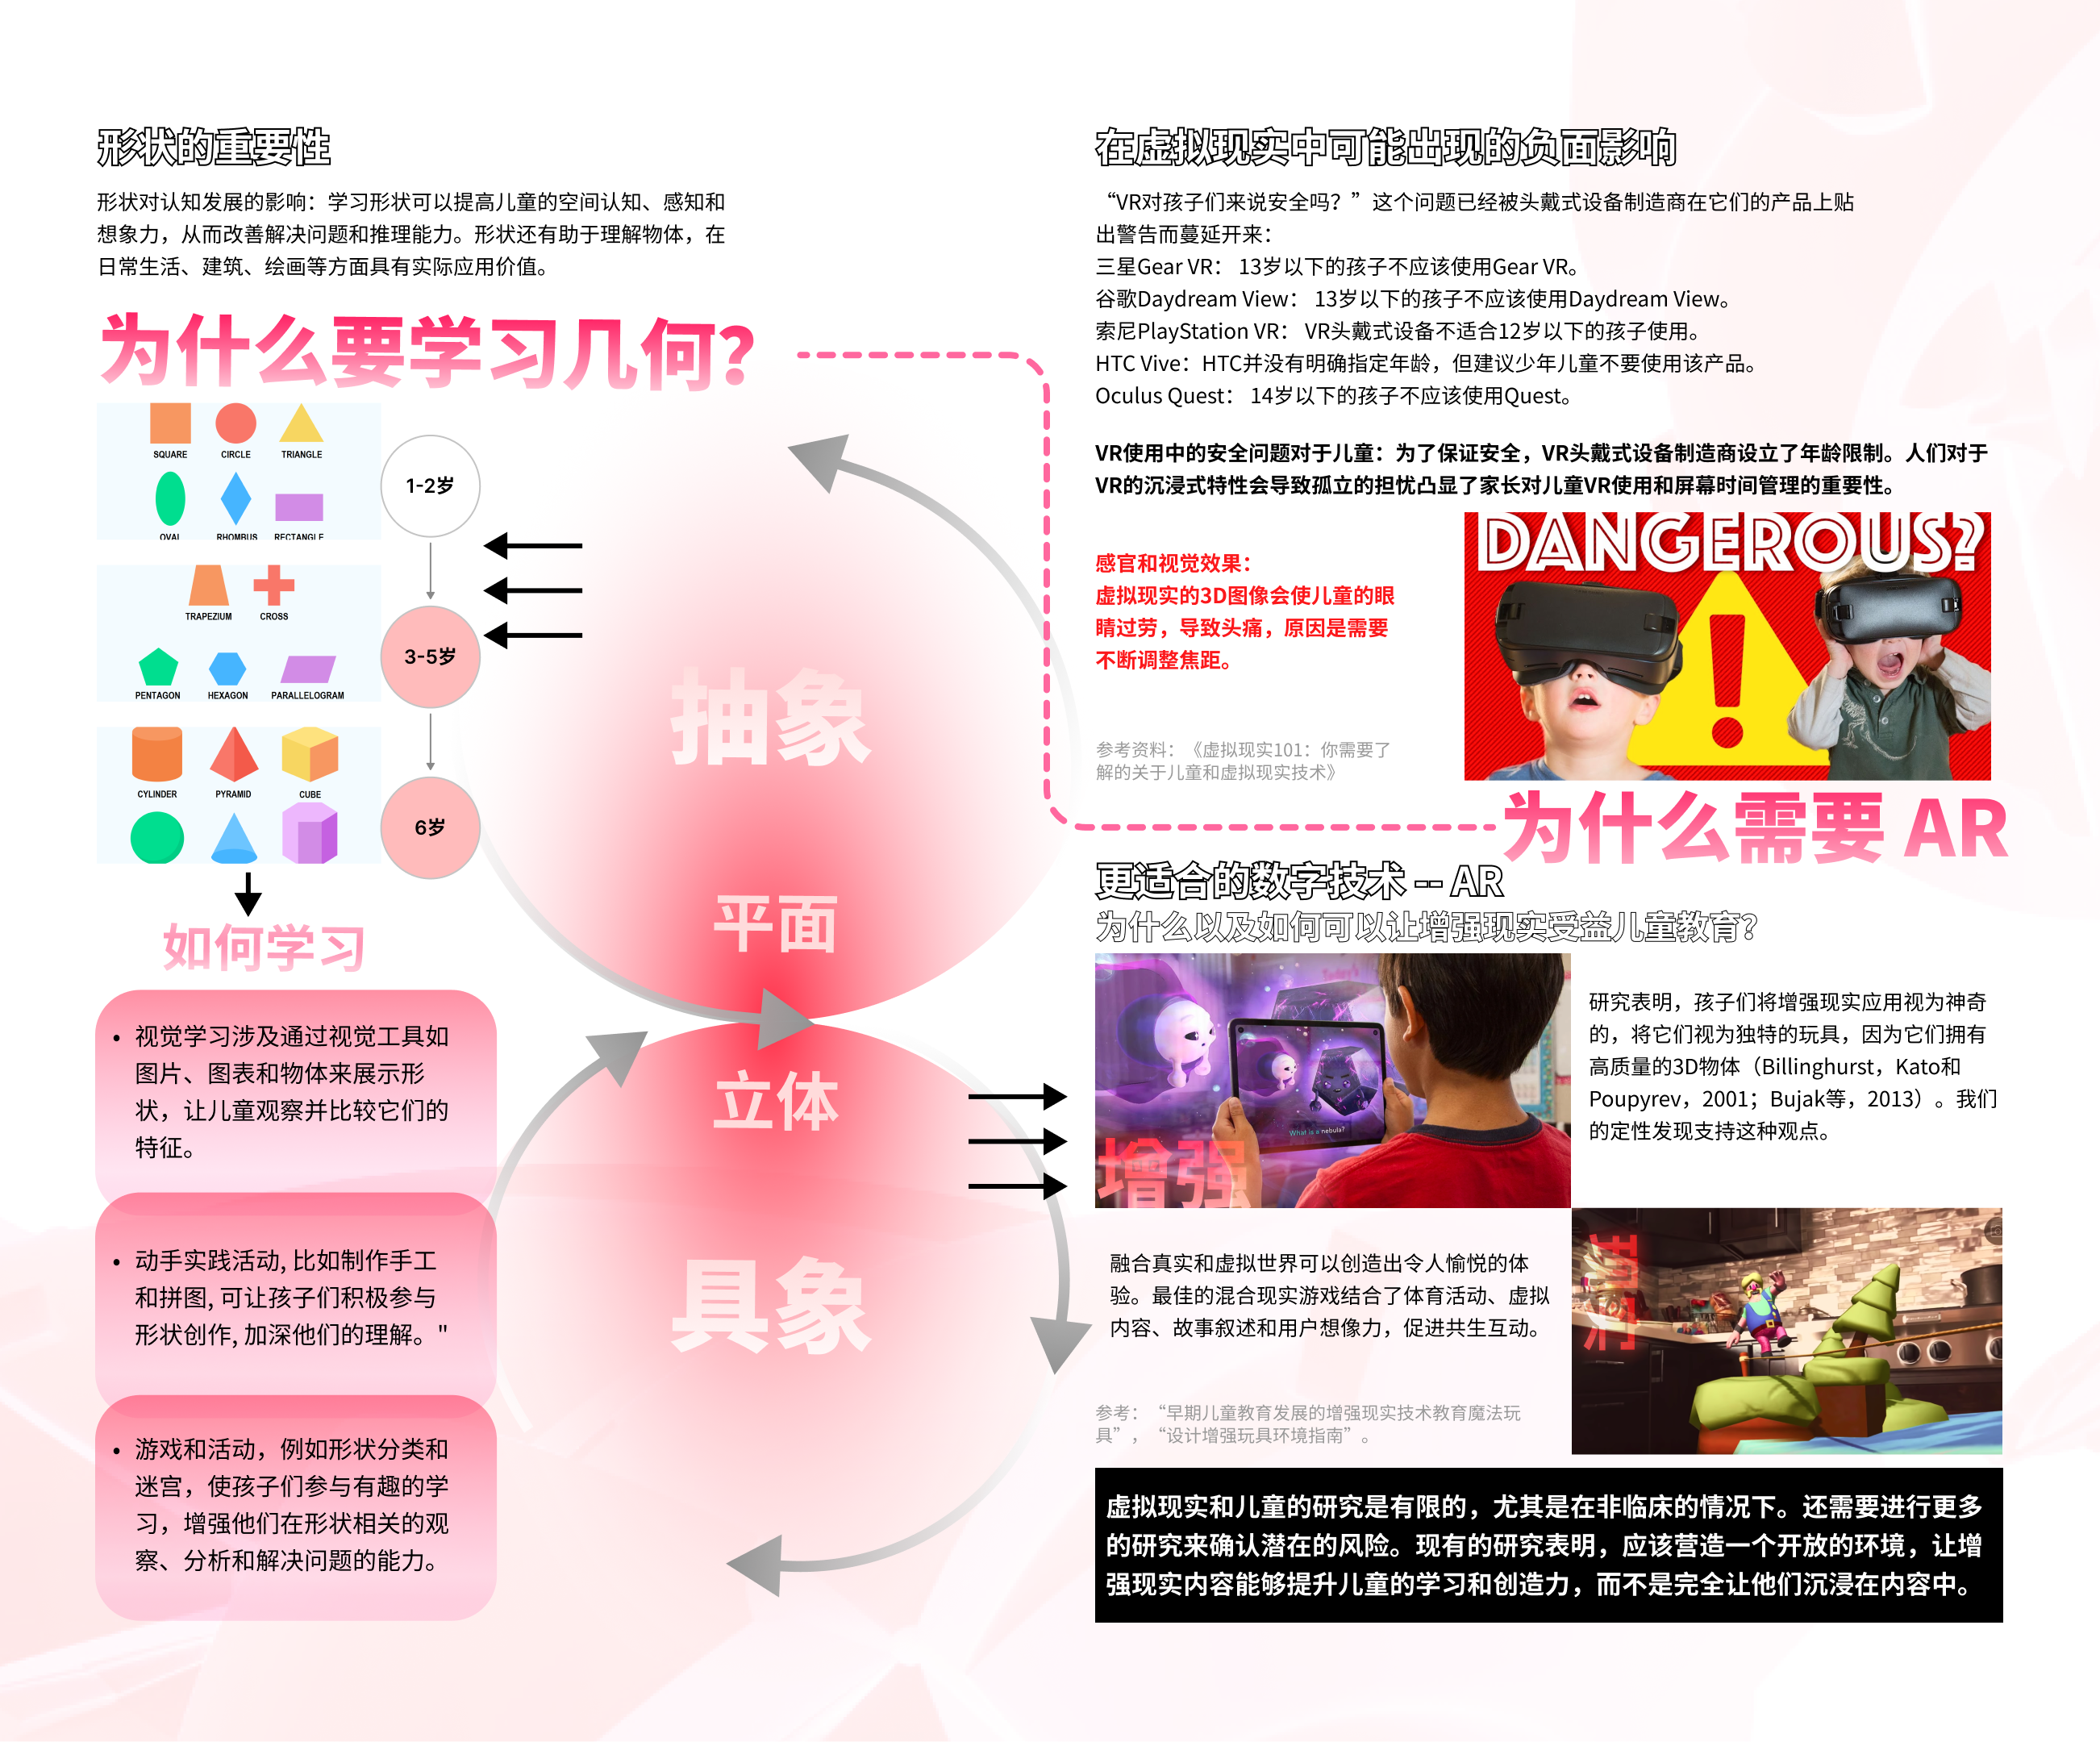 形状的重要性
形状对认知发展的影响：学习形状可以提高儿童的空间认知、感知和
想象力，从而改善解决问题和推理能力。形状还有助于理解物体，在
日常生活、建筑、绘画等方面具有实际应用价值。
为什么要学习几何？
SQUARE CIRCLE TRIANGLE
OVAL RHOMBUS RECTANGLE
1-2岁
TRAPEZIUM CROSS
PENTAGON HEXAGON PARALLELOGRAM
3-5岁
CYLINDER PYRAMID CUBE
6岁
如何学习
• 视觉学习涉及通过视觉工具如
图片、图表和物体来展示形
状，让儿童观察并比较它们的
特征。
• 动手实践活动, 比如制作手工
和拼图, 可让孩子们积极参与
形状创作, 加深他们的理解。"
• 游戏和活动，例如形状分类和
迷宫，使孩子们参与有趣的学
习，增强他们在形状相关的观
察、分析和解决问题的能力。
抽象
平面
立体
具象
在虚拟现实中可能出现的负面影响
“VR对孩子们来说安全吗？”这个问题已经被头戴式设备制造商在它们的产品上贴
出警告而蔓延开来：
三星Gear VR： 13岁以下的孩子不应该使用Gear VR。
谷歌Daydream View： 13岁以下的孩子不应该使用Daydream View。
索尼PlayStation VR： VR头戴式设备不适合12岁以下的孩子使用。
HTC Vive：HTC并没有明确指定年龄，但建议少年儿童不要使用该产品。
Oculus Quest： 14岁以下的孩子不应该使用Quest。
VR使用中的安全问题对于儿童：为了保证安全，VR头戴式设备制造商设立了年龄限制。人们对于
VR的沉浸式特性会导致孤立的担忧凸显了家长对儿童VR使用和屏幕时间管理的重要性。
感官和视觉效果：
虚拟现实的3D图像会使儿童的眼
睛过劳，导致头痛，原因是需要
不断调整焦距。
DANGEROUS?
参考资料：《虚拟现实101：你需要了
解的关于儿童和虚拟现实技术》
为什么需要 AR
更适合的数字技术 -- AR
为什么以及如何可以让增强现实受益儿童教育？
What is a nebula?
增强
研究表明，孩子们将增强现实应用视为神奇
的，将它们视为独特的玩具，因为它们拥有
高质量的3D物体（Billinghurst，Kato和
Poupyrev，2001；Bujak等，2013）。我们
的定性发现支持这种观点。
融合真实和虚拟世界可以创造出令人愉悦的体
验。最佳的混合现实游戏结合了体育活动、虚拟
内容、故事叙述和用户想像力，促进共生互动。
参考：“早期儿童教育发展的增强现实技术教育魔法玩
具”，“设计增强玩具环境指南”。
虚拟现实和儿童的研究是有限的，尤其是在非临床的情况下。还需要进行更多
的研究来确认潜在的风险。现有的研究表明，应该营造一个开放的环境，让增
强现实内容能够提升儿童的学习和创造力，而不是完全让他们沉浸在内容中。